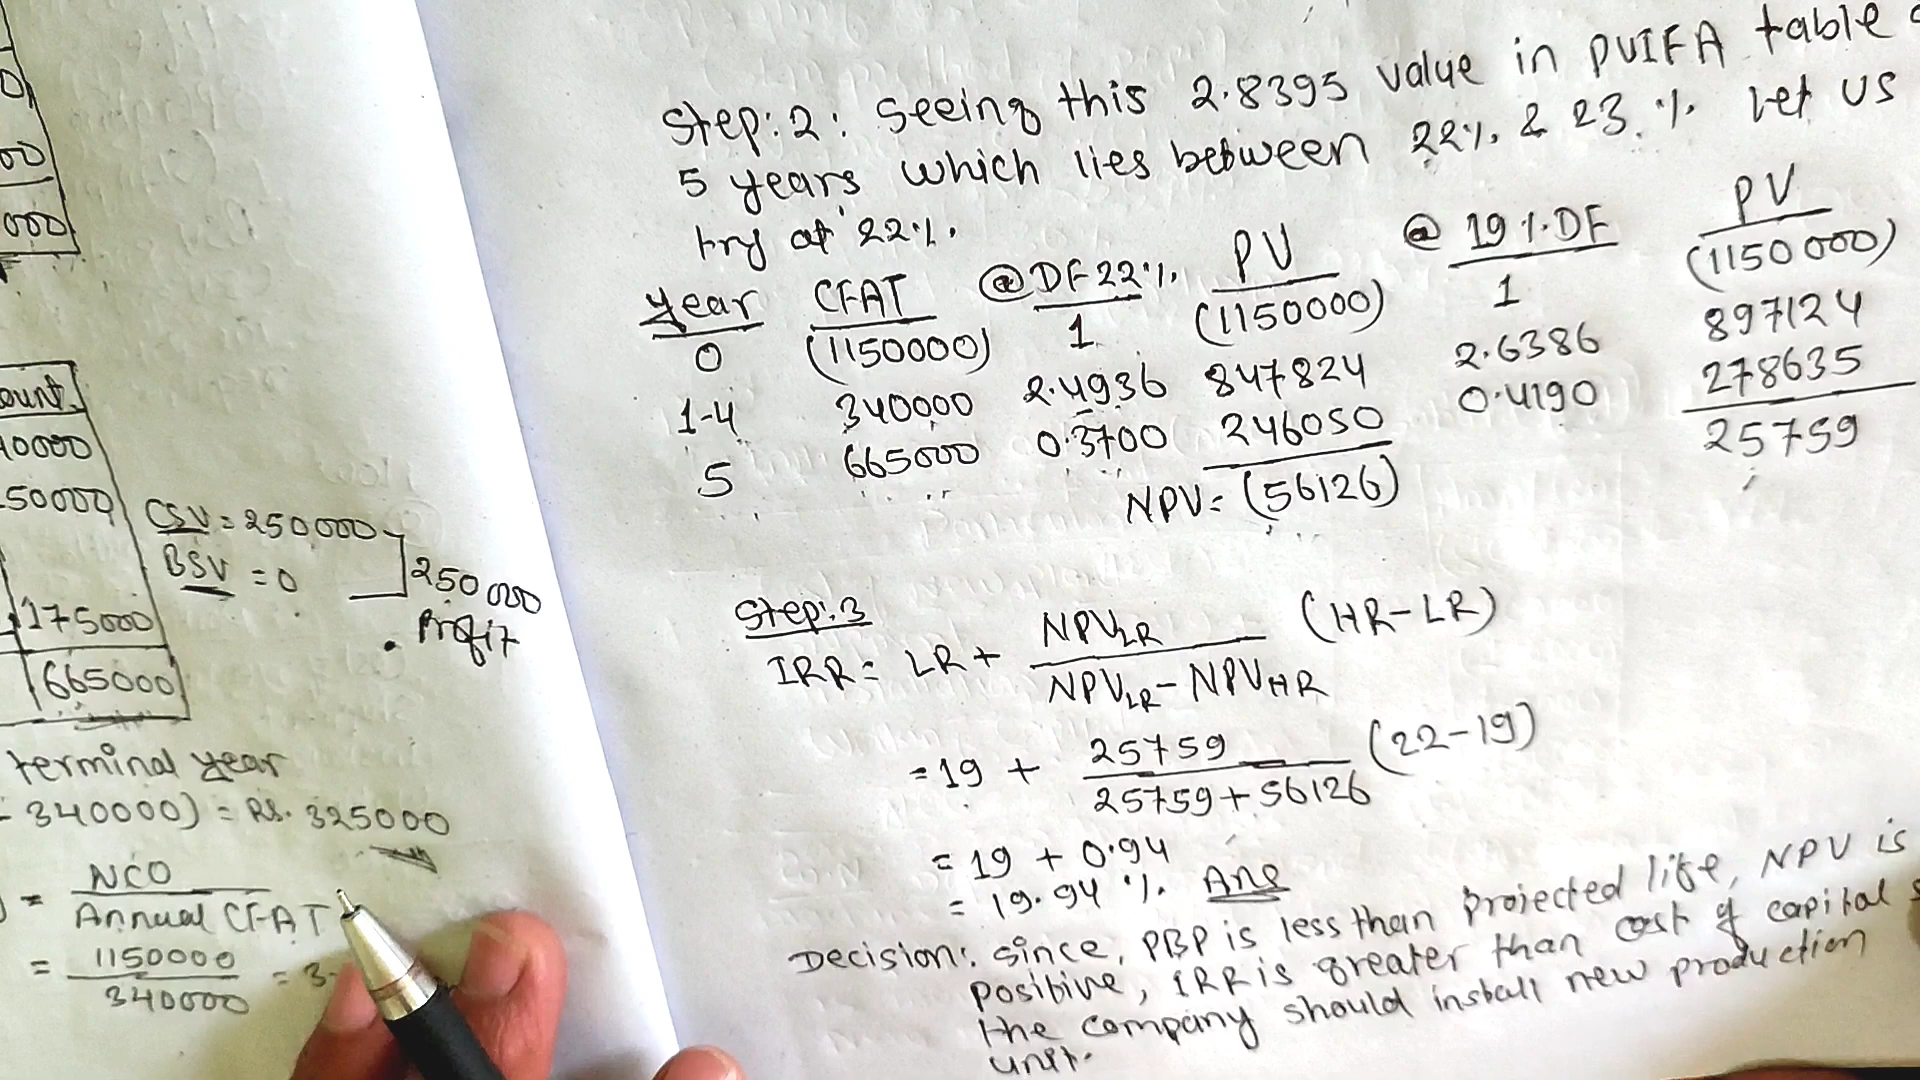 000
ount.
10000
50000
175000
665000
CSV = 250000
BSV = 0
250000
Profit
terminal year
- 340000) = Rs. 325000
= NCO
Annual CFAT
= 1150000
340000
= 3.
Step:2: Seeing this 2.8395 value in PVIFA table
5 years which lies between 22%. & 23.%. Let us
try at 22%.
year CFAT @DF22%. PV @ 19%.DF PV
0 (1150000) 1 (1150000) 1 (1150000)
1-4 340000 2.4936 847824 2.6386 897124
5 665000 0.3700 246050 0.4190 278635
NPV= (56126) 25759
Step:3
IRR = LR + NPVLR (HR-LR)
NPVLR - NPVHR
= 19 + 25759 (22-19)
25759+56126
= 19 + 0.94
= 19.94 %. Ans
Decision: Since, PBP is less than projected life, NPV is
positive, IRR is greater than cost of capital
the company should install new production
unit.